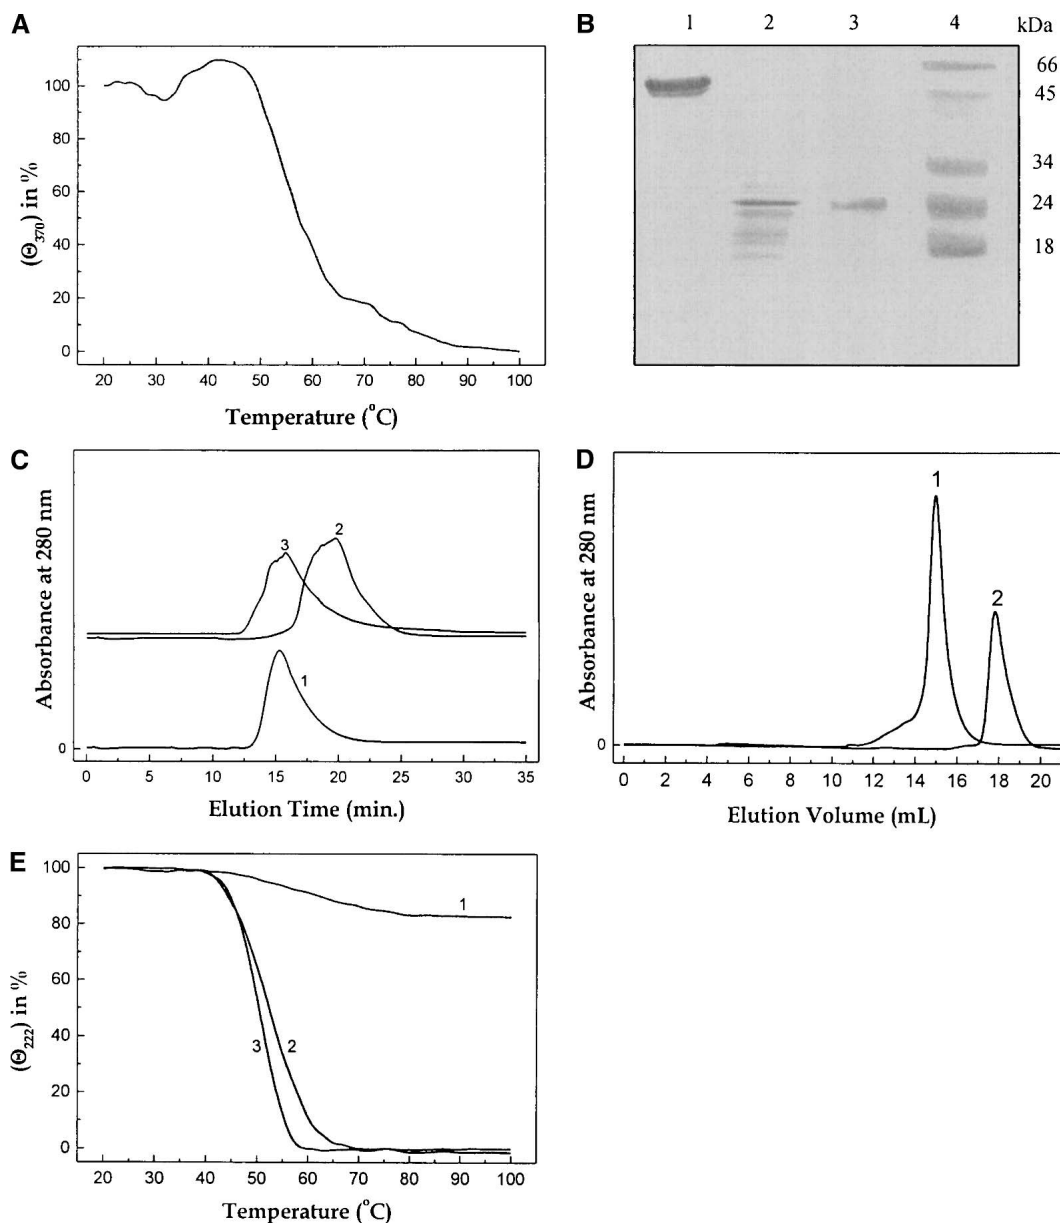 A
(Θ370) in %
100
80
60
40
20
0
20 30 40 50 60 70 80 90 100
Temperature (°C)
B
1 2 3 4 kDa
66
45
34
24
18
C
Absorbance at 280 nm
3
2
1
0
0 5 10 15 20 25 30 35
Elution Time (min.)
D
Absorbance at 280 nm
1
2
0
0 2 4 6 8 10 12 14 16 18 20
Elution Volume (mL)
E
(Θ222) in %
100
80
60
40
20
0
1
3 2
20 30 40 50 60 70 80 90 100
Temperature (°C)